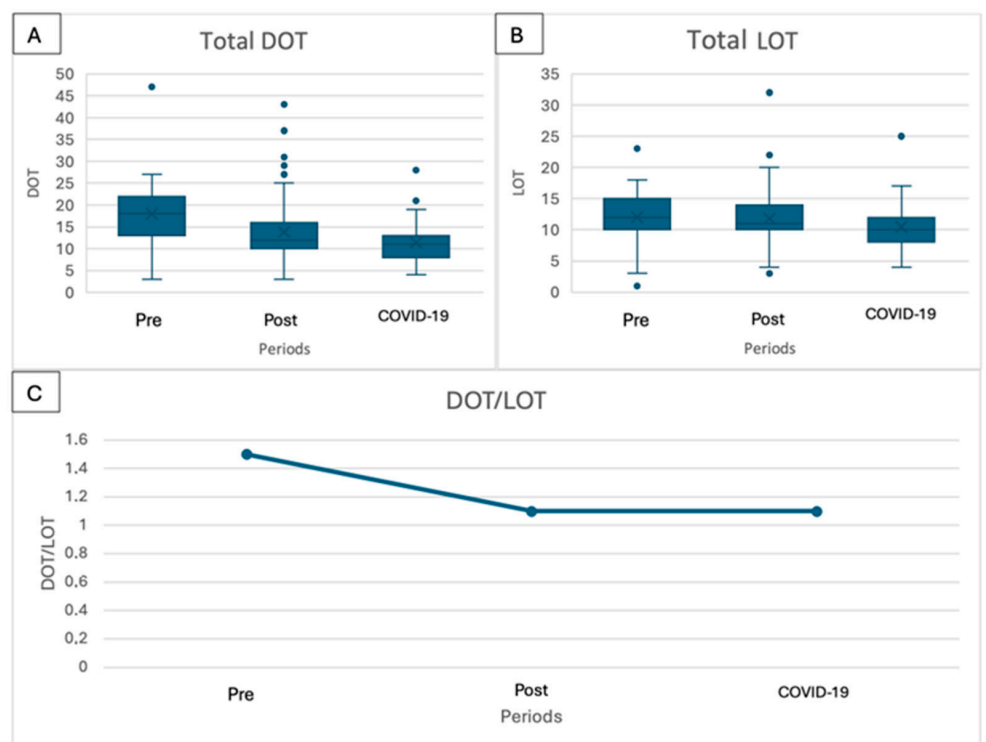 A
Total DOT
50
45
40
35
30
25
20
15
10
5
0
DOT
Pre
Post
COVID-19
Periods
B
Total LOT
35
30
25
20
15
10
5
0
LOT
Pre
Post
COVID-19
Periods
C
DOT/LOT
1.6
1.4
1.2
1
0.8
0.6
0.4
0.2
0
DOT/LOT
Pre
Post
COVID-19
Periods